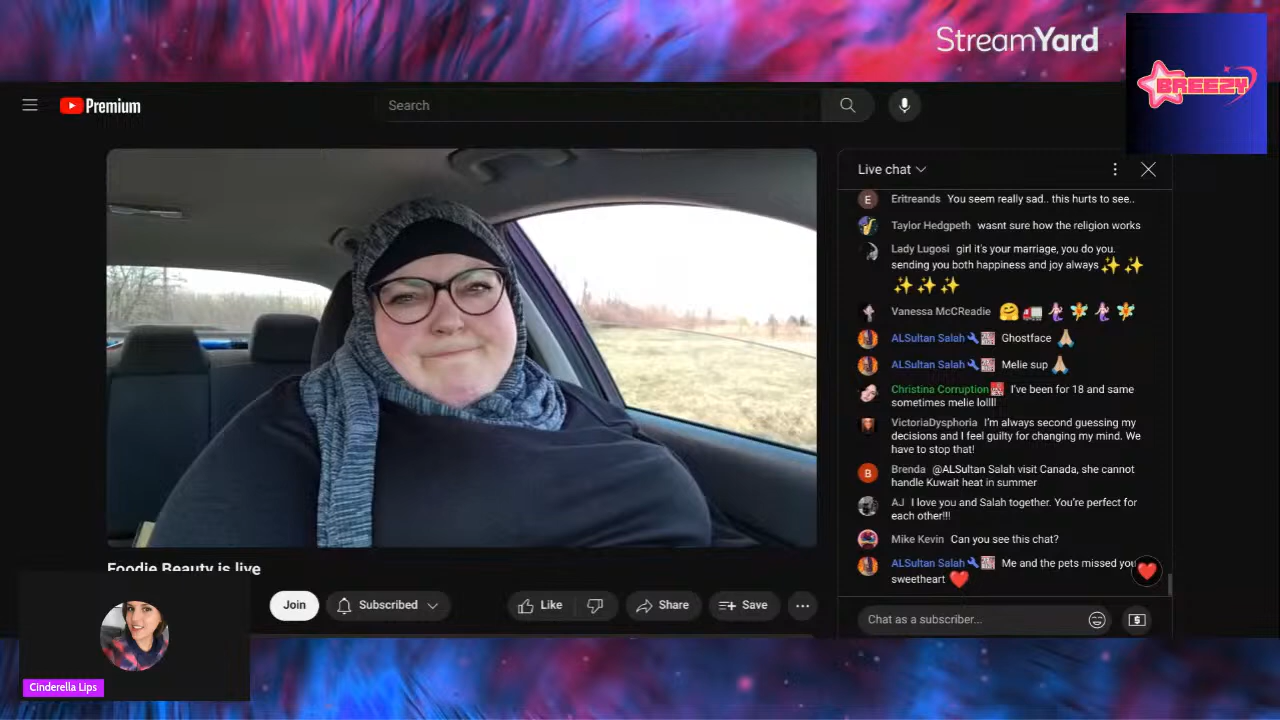 StreamYard
BREEZY
Premium
Search
Live chat
E
Eritreands You seem really sad.. this hurts to see..
Taylor Hedgpeth wasnt sure how the religion works
Lady Lugosi girl it's your marriage, you do you.
sending you both happiness and joy always✨ ✨
✨ ✨ ✨
Vanessa McCReadie 🤗 🚛 🧜🏻‍♀️ 🧚 🧜🏻‍♀️ 🧚
ALSultan Salah Ghostface 🙏🏼
ALSultan Salah Melie sup 🙏🏼
Christina Corruption I've been for 18 and same
sometimes melie lollll
VictoriaDysphoria I'm always second guessing my
decisions and I feel guilty for changing my mind. We
have to stop that!
B
Brenda @ALSultan Salah visit Canada, she cannot
handle Kuwait heat in summer
AJ I love you and Salah together. You're perfect for
each other!!!
Mike Kevin Can you see this chat?
ALSultan Salah Me and the pets missed you
sweetheart ❤️
Chat as a subscriber...
Foodie Beauty is live
Join
Subscribed
Like
Share
Save
Cinderella Lips